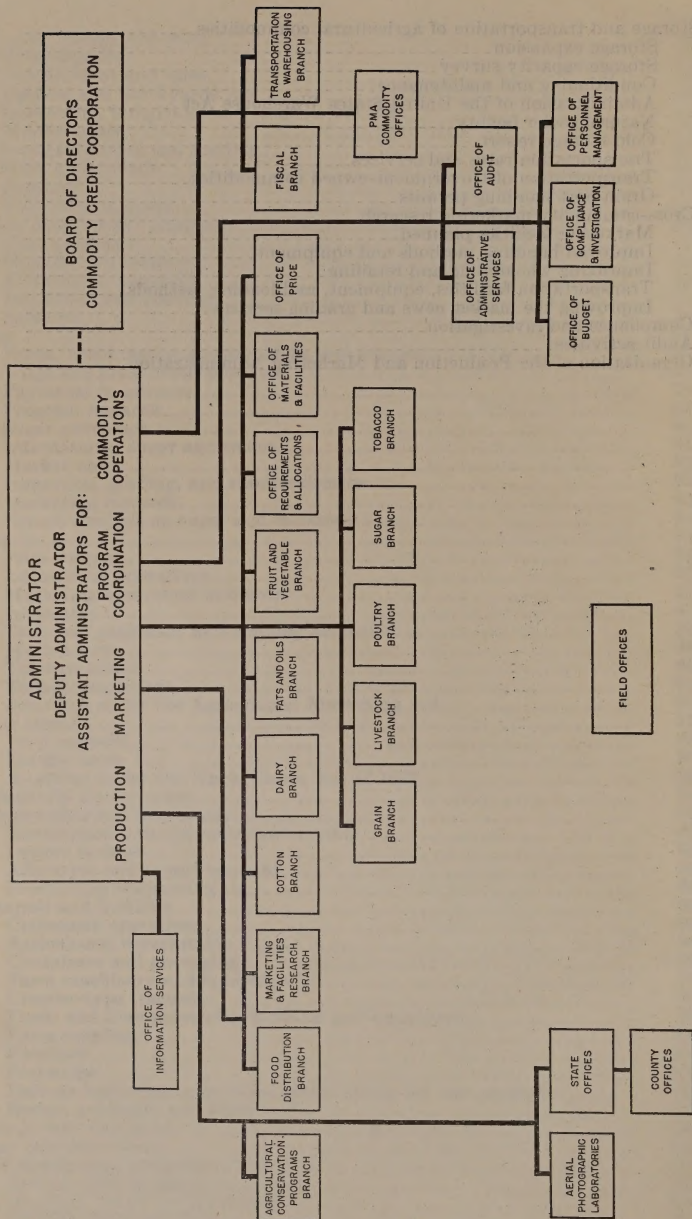 ADMINISTRATOR
DEPUTY ADMINISTRATOR
ASSISTANT ADMINISTRATORS FOR:
PRODUCTION
MARKETING
PROGRAM
COORDINATION
COMMODITY
OPERATIONS
BOARD OF DIRECTORS
COMMODITY CREDIT CORPORATION
OFFICE OF
INFORMATION SERVICES
AGRICULTURAL
CONSERVATION
PROGRAMS
BRANCH
FOOD
DISTRIBUTION
BRANCH
MARKETING
& FACILITIES
RESEARCH
BRANCH
COTTON
BRANCH
DAIRY
BRANCH
FATS AND OILS
BRANCH
FRUIT AND
VEGETABLE
BRANCH
OFFICE OF
REQUIREMENTS
& ALLOCATIONS
OFFICE OF
MATERIALS
& FACILITIES
OFFICE OF
PRICE
FISCAL
BRANCH
TRANSPORTATION
& WAREHOUSING
BRANCH
PMA
COMMODITY
OFFICES
GRAIN
BRANCH
LIVESTOCK
BRANCH
POULTRY
BRANCH
SUGAR
BRANCH
TOBACCO
BRANCH
OFFICE OF
ADMINISTRATIVE
SERVICES
OFFICE OF
AUDIT
OFFICE OF
BUDGET
OFFICE OF
COMPLIANCE
& INVESTIGATION
OFFICE OF
PERSONNEL
MANAGEMENT
AERIAL
PHOTOGRAPHIC
LABORATORIES
STATE
OFFICES
COUNTY
OFFICES
FIELD OFFICES